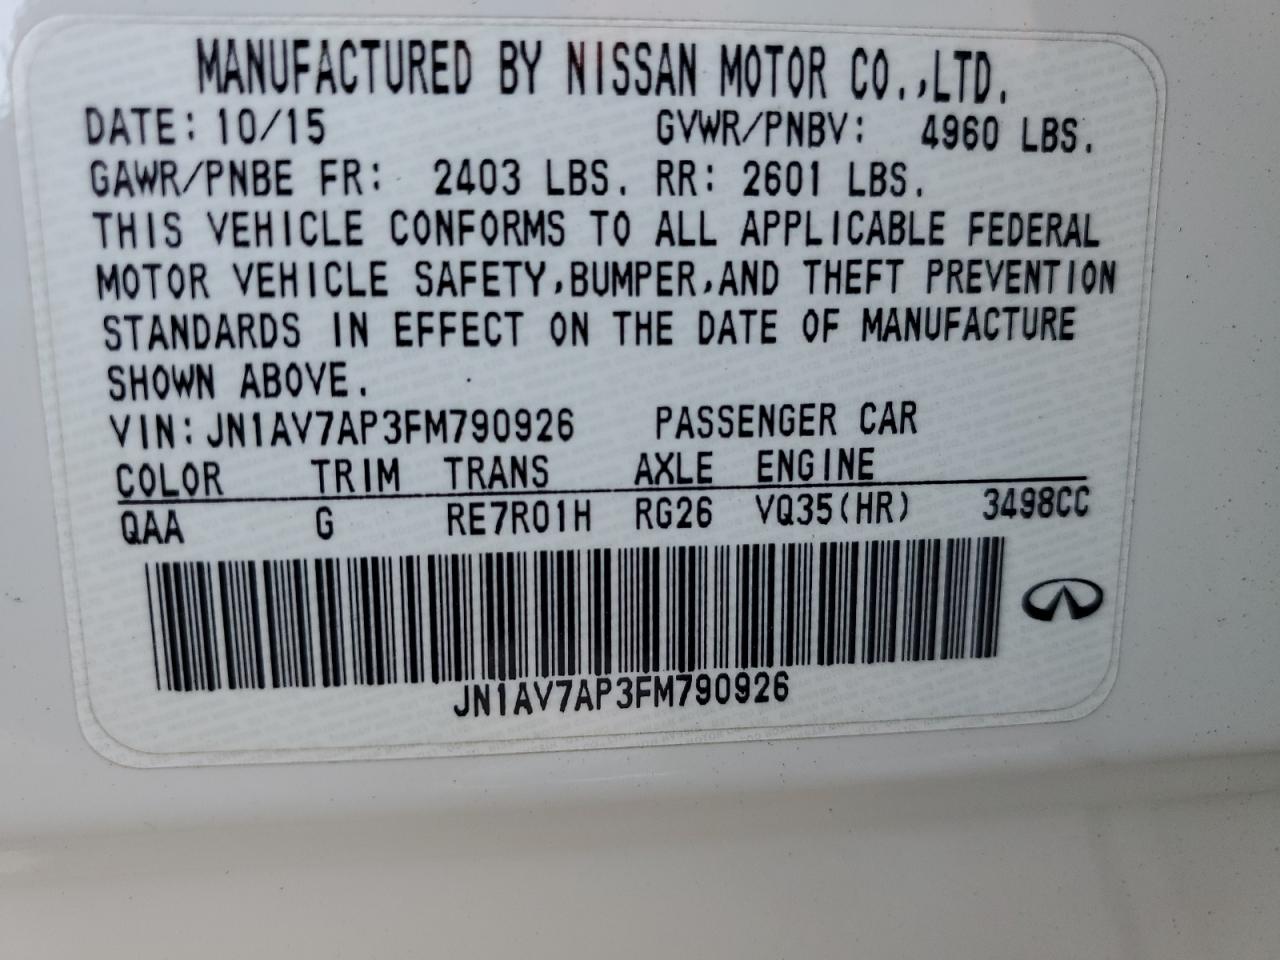 MANUFACTURED BY NISSAN MOTOR CO.,LTD.
DATE: 10/15 GVWR/PNBV: 4960 LBS.
GAWR/PNBE FR: 2403 LBS. RR: 2601 LBS.
THIS VEHICLE CONFORMS TO ALL APPLICABLE FEDERAL
MOTOR VEHICLE SAFETY,BUMPER,AND THEFT PREVENTION
STANDARDS IN EFFECT ON THE DATE OF MANUFACTURE
SHOWN ABOVE.
VIN: JN1AV7AP3FM790926 PASSENGER CAR
COLOR TRIM TRANS AXLE ENGINE
QAA G RE7R01H RG26 VQ35(HR) 3498CC
JN1AV7AP3FM790926